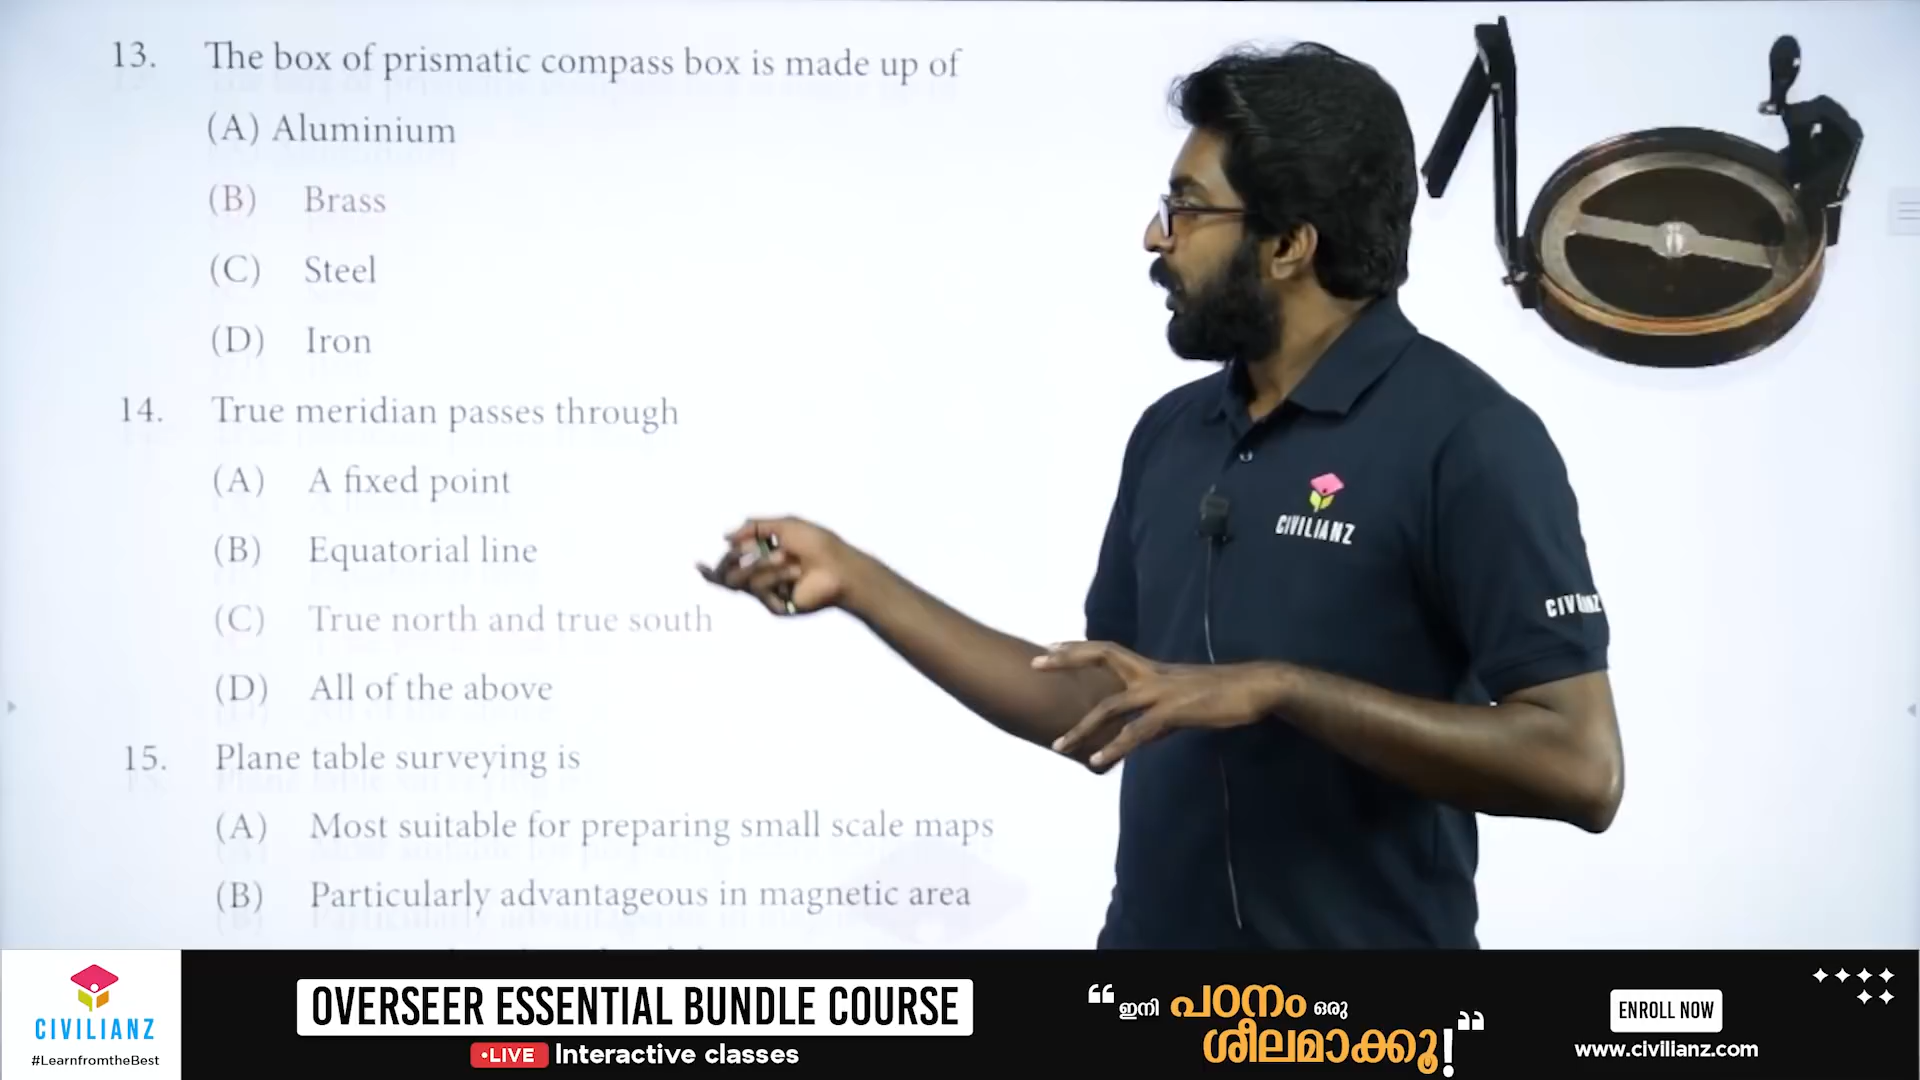 13. The box of prismatic compass box is made up of
(A) Aluminium
(B) Brass
(C) Steel
(D) Iron
14. True meridian passes through
(A) A fixed point
(B) Equatorial line
(C) True north and true south
(D) All of the above
15. Plane table surveying is
(A) Most suitable for preparing small scale maps
(B) Particularly advantageous in magnetic area
CIVILIANZ
CIVILIANZ
#LearnfromtheBest
OVERSEER ESSENTIAL BUNDLE COURSE
•LIVE Interactive classes
“ഇനി പഠനം ഒരു
ശീലമാക്കൂ!”
ENROLL NOW
www.civilianz.com